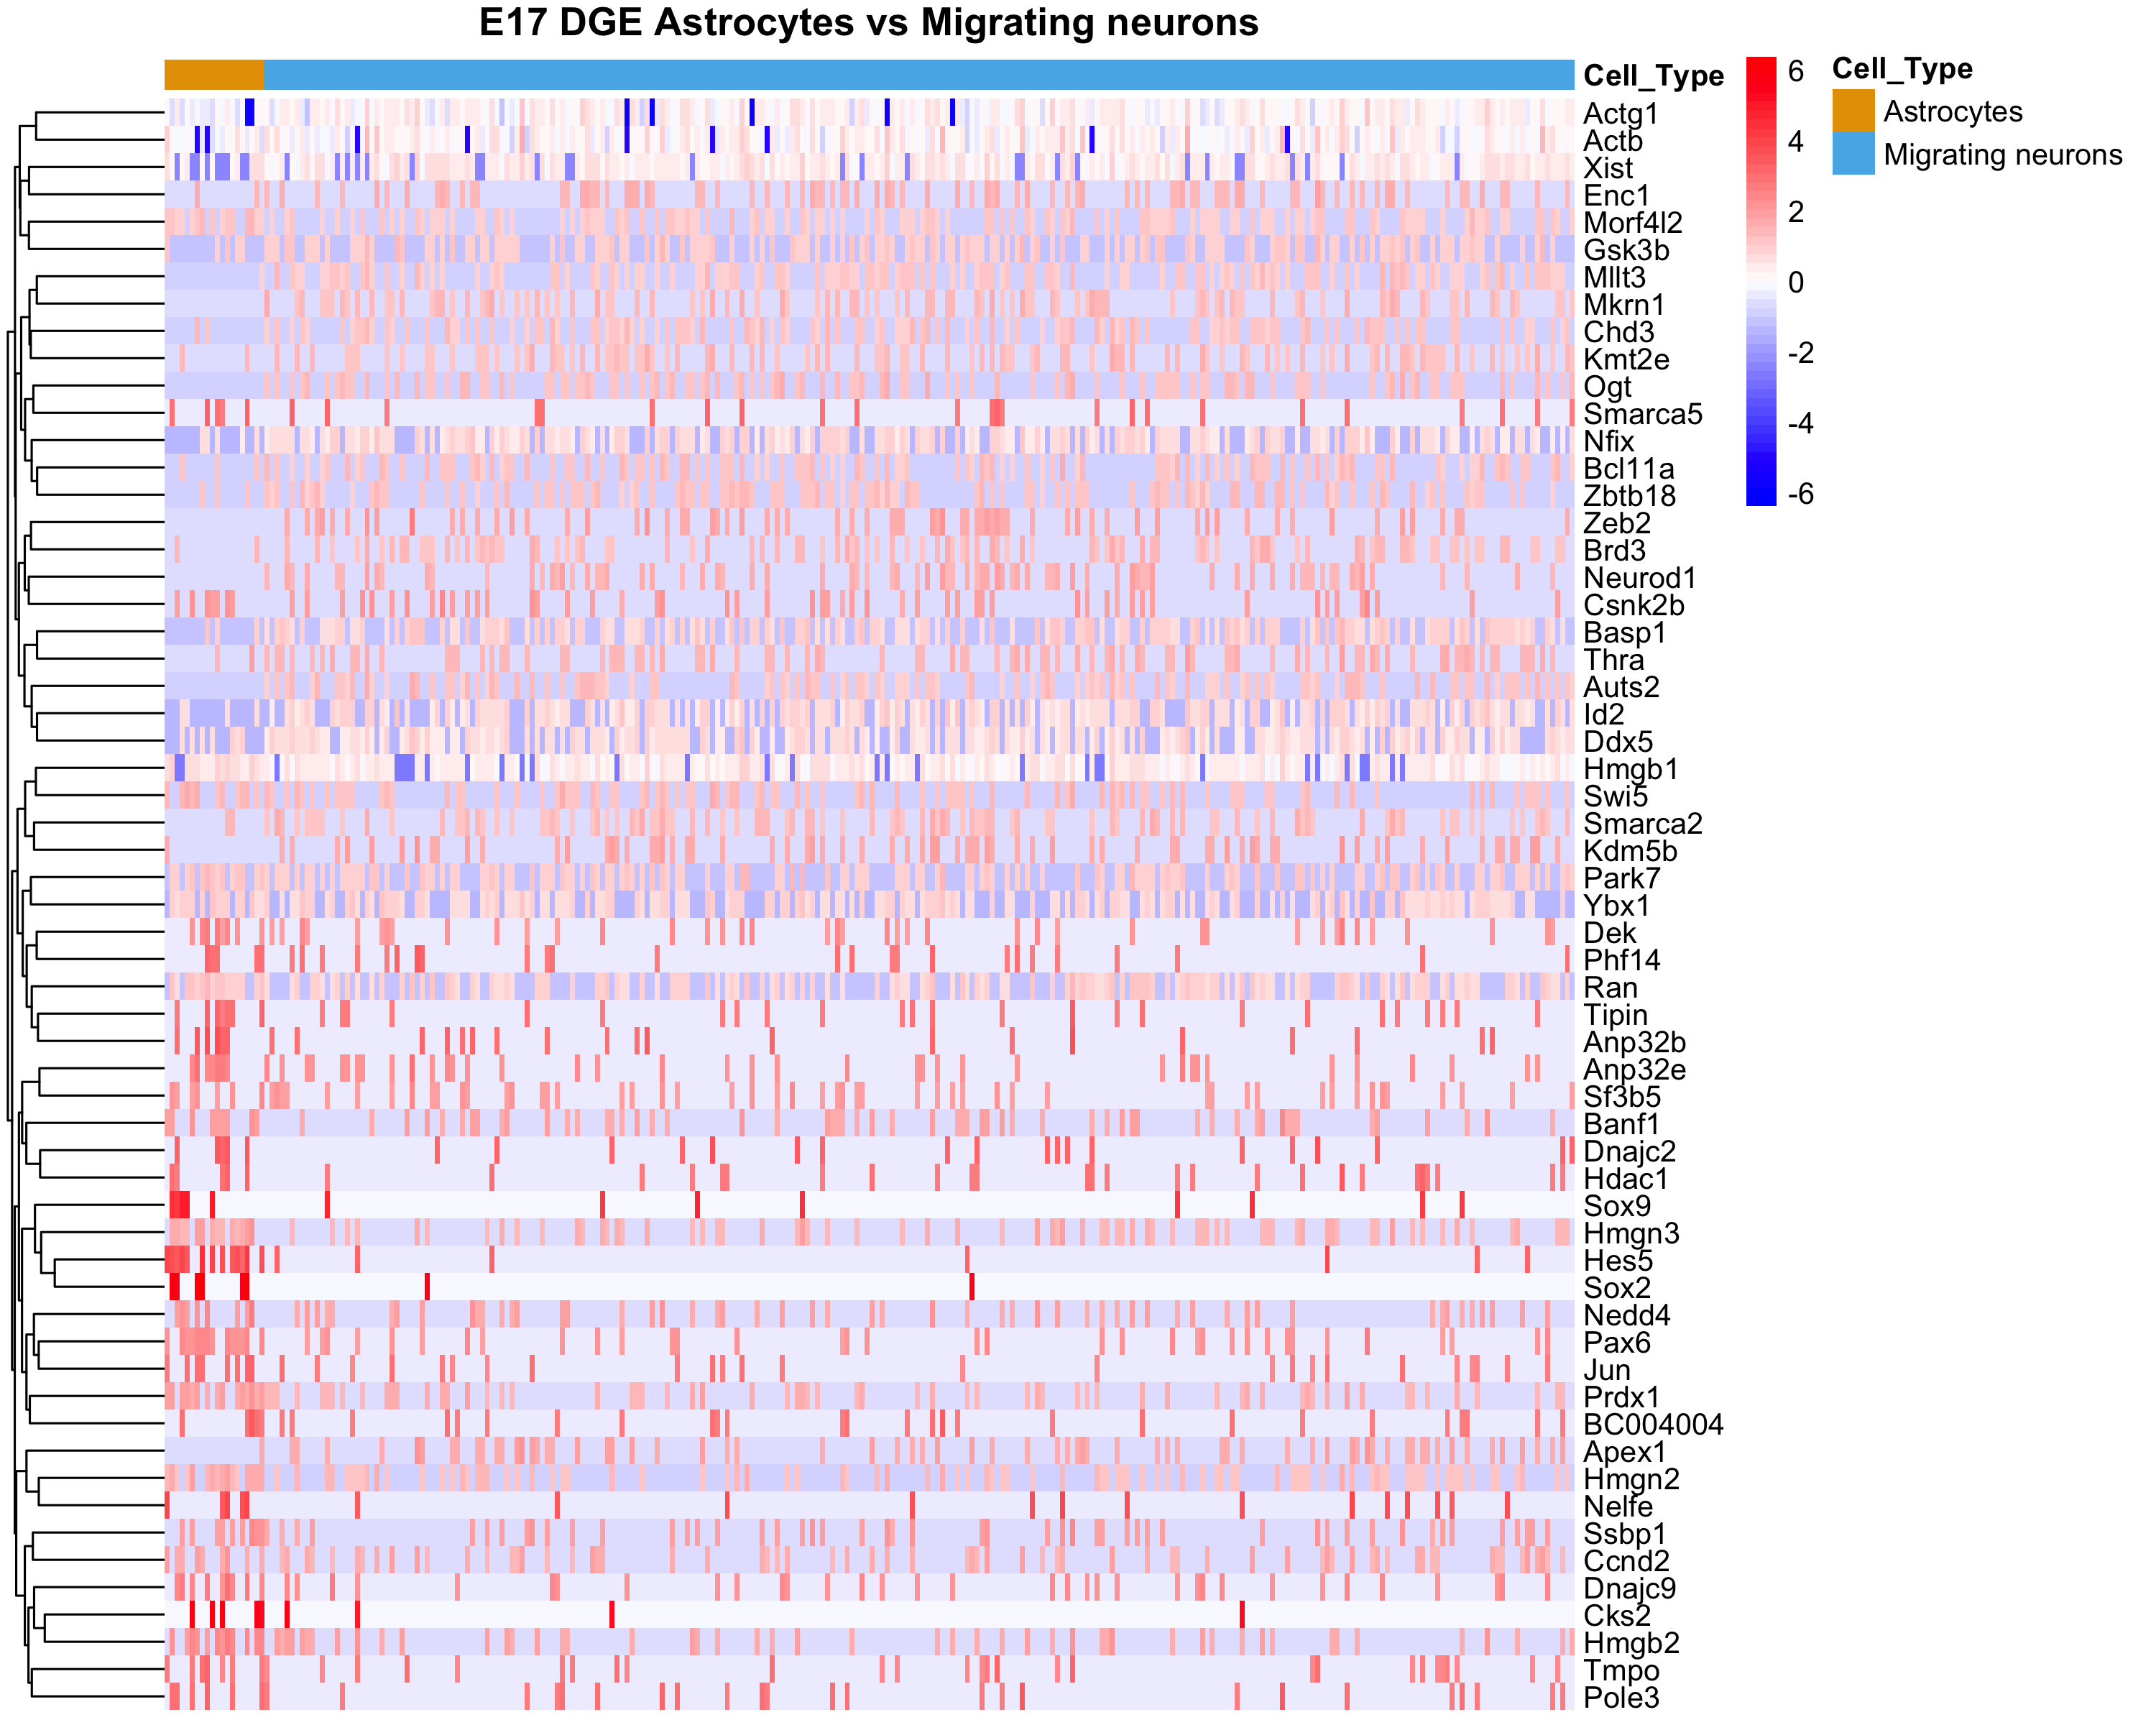 E17 DGE Astrocytes vs Migrating neurons
Cell_Type
Actg1
Actb
Xist
Enc1
Morf4l2
Gsk3b
Mllt3
Mkrn1
Chd3
Kmt2e
Ogt
Smarca5
Nfix
Bcl11a
Zbtb18
Zeb2
Brd3
Neurod1
Csnk2b
Basp1
Thra
Auts2
Id2
Ddx5
Hmgb1
Swi5
Smarca2
Kdm5b
Park7
Ybx1
Dek
Phf14
Ran
Tipin
Anp32b
Anp32e
Sf3b5
Banf1
Dnajc2
Hdac1
Sox9
Hmgn3
Hes5
Sox2
Nedd4
Pax6
Jun
Prdx1
BC004004
Apex1
Hmgn2
Nelfe
Ssbp1
Ccnd2
Dnajc9
Cks2
Hmgb2
Tmpo
Pole3
6
4
2
0
-2
-4
-6
Cell_Type
Astrocytes
Migrating neurons